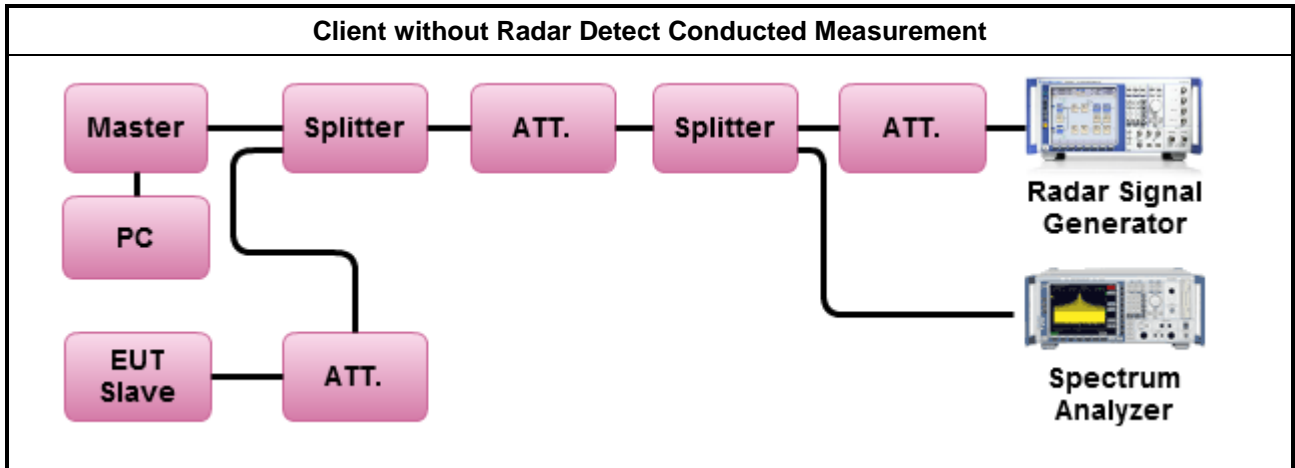 Client without Radar Detect Conducted Measurement
Master
Splitter
ATT.
Splitter
ATT.
Radar Signal
Generator
PC
EUT
Slave
ATT.
Spectrum
Analyzer